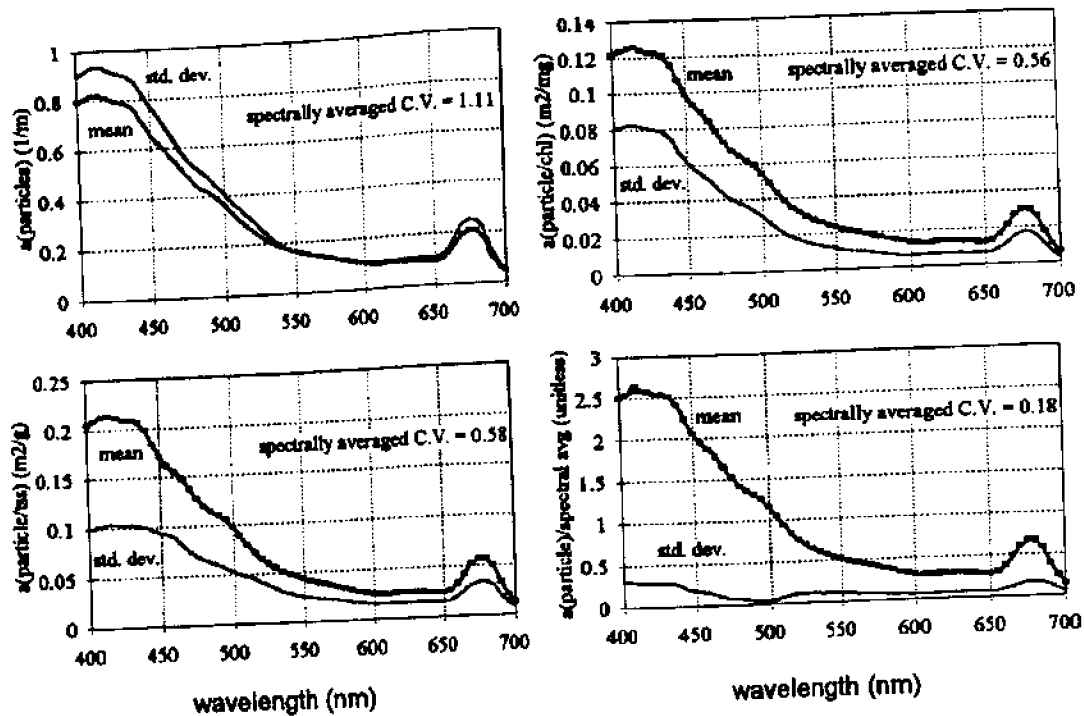 a(particles) (1/m)
1
0.8
0.6
0.4
0.2
0
std. dev.
mean
spectrally averaged C.V. = 1.11
400 450 500 550 600 650 700
a(particle/chl) (m2/mg)
0.14
0.12
0.1
0.08
0.06
0.04
0.02
0
mean
spectrally averaged C.V. = 0.56
std. dev.
400 450 500 550 600 650 700
a(particle/tss) (m2/g)
0.25
0.2
0.15
0.1
0.05
0
mean
spectrally averaged C.V. = 0.58
std. dev.
400 450 500 550 600 650 700
wavelength (nm)
a(particle)/spectral avg (unitless)
3
2.5
2
1.5
1
0.5
0
mean
spectrally averaged C.V. = 0.18
std. dev.
400 450 500 550 600 650 700
wavelength (nm)